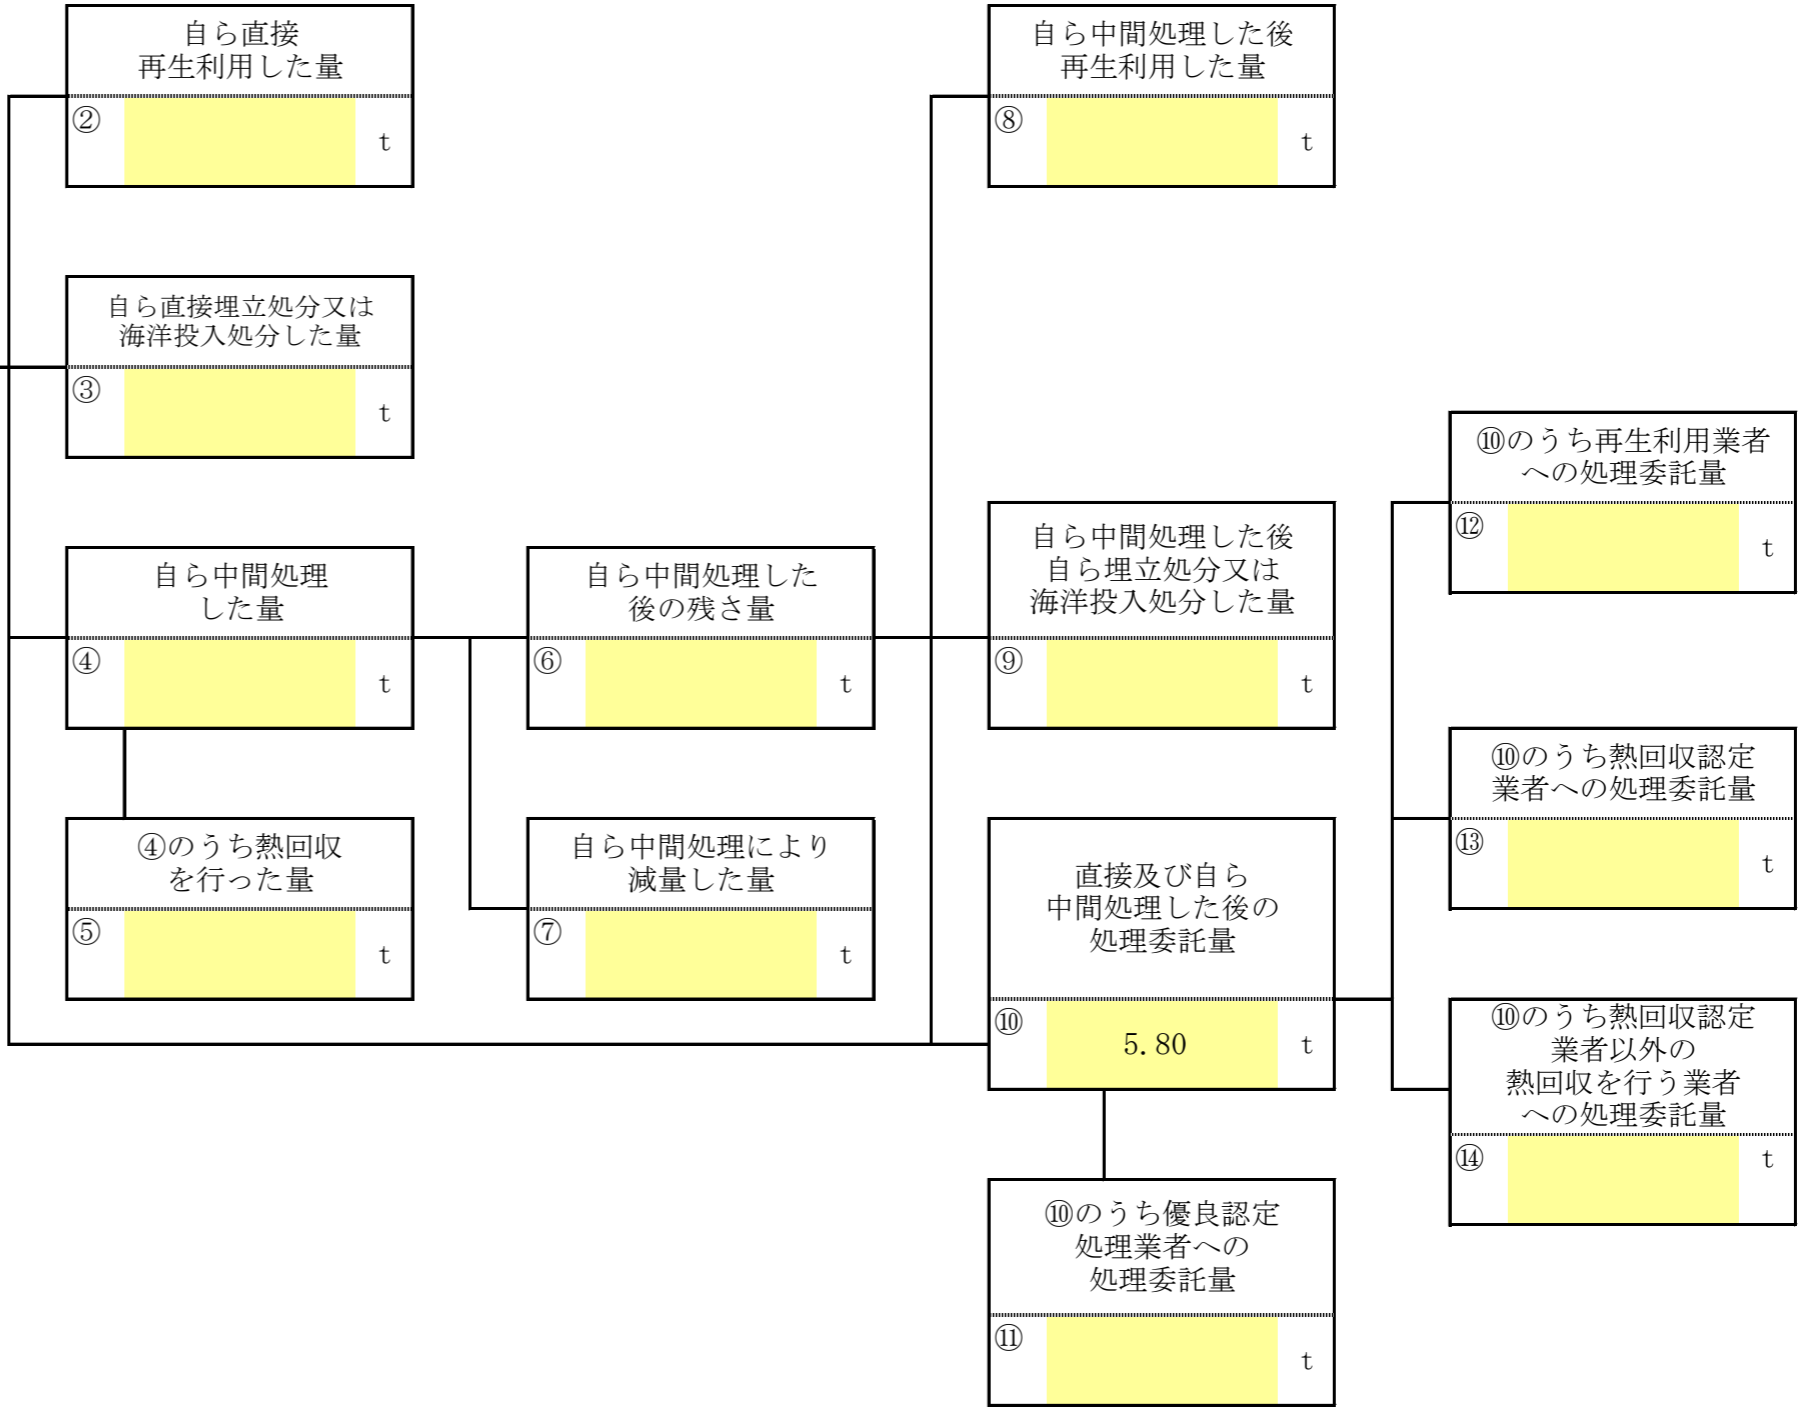 自ら直接
再生利用した量
②
t
自ら中間処理した後
再生利用した量
⑧
t
自ら直接埋立処分又は
海洋投入処分した量
③
t
⑩のうち再生利用業者
への処理委託量
⑫
t
自ら中間処理
した量
④
t
自ら中間処理した
後の残さ量
⑥
t
自ら中間処理した後
自ら埋立処分又は
海洋投入処分した量
⑨
t
⑩のうち熱回収認定
業者への処理委託量
⑬
t
④のうち熱回収
を行った量
⑤
t
自ら中間処理により
減量した量
⑦
t
直接及び自ら
中間処理した後の
処理委託量
⑩ 5.80 t
⑩のうち熱回収認定
業者以外の
熱回収を行う業者
への処理委託量
⑭
t
⑩のうち優良認定
処理業者への
処理委託量
⑪
t